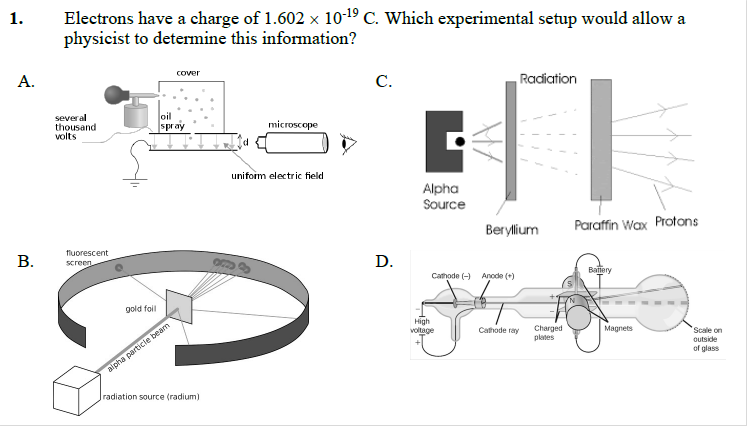 1. Electrons have a charge of 1.602 × 10⁻¹⁹ C. Which experimental setup would allow a
physicist to determine this information?
A.
cover
several
thousand
volts
oil
spray
microscope
d
uniform electric field
C.
Radiation
Alpha
Source
Beryllium
Paraffin Wax
Protons
B.
fluorescent
screen
gold foil
alpha particle beam
radiation source (radium)
D.
Cathode (–)
Anode (+)
Battery
S
N
+
-
-
High
voltage
+
Cathode ray
Charged
plates
Magnets
Scale on
outside
of glass